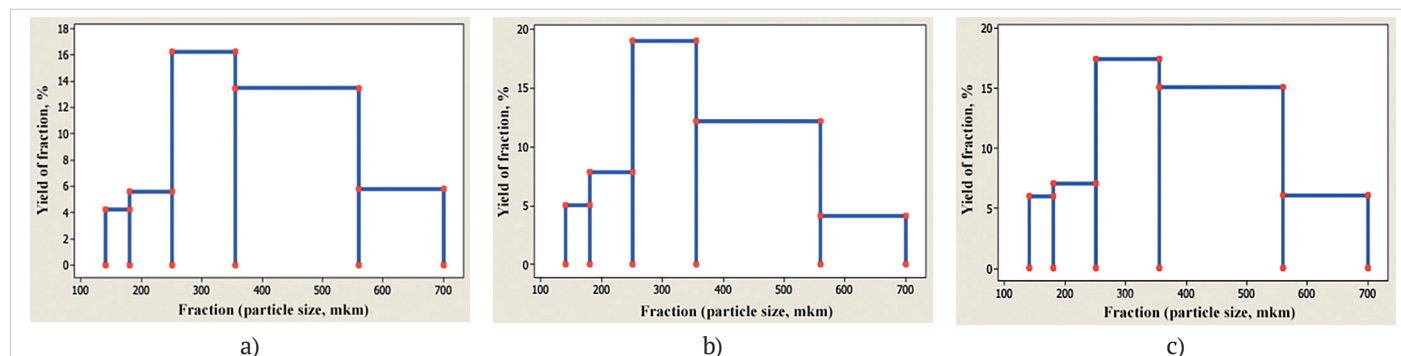 Yield of fraction, %
18
16
14
12
10
8
6
4
2
0
100 200 300 400 500 600 700
Fraction (particle size, mkm)
a)
Yield of fraction, %
20
15
10
5
0
100 200 300 400 500 600 700
Fraction (particle size, mkm)
b)
Yield of fraction, %
20
15
10
5
0
100 200 300 400 500 600 700
Fraction (particle size, mkm)
c)